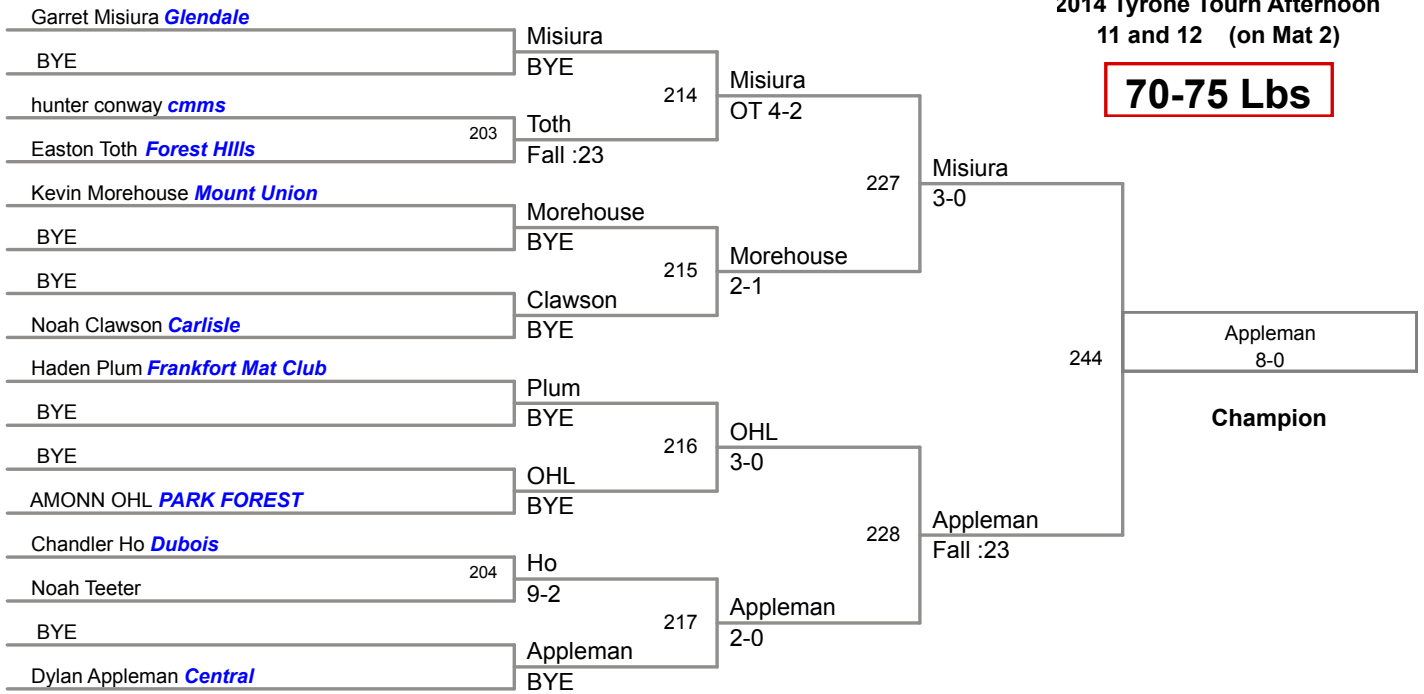 2014 Tyrone Tourn Afternoon
11 and 12 (on Mat 2)
70-75 Lbs
Garret Misiura Glendale
BYE
hunter conway cmms
Easton Toth Forest HIlls
Kevin Morehouse Mount Union
BYE
BYE
Noah Clawson Carlisle
Haden Plum Frankfort Mat Club
BYE
BYE
AMONN OHL PARK FOREST
Chandler Ho Dubois
Noah Teeter
BYE
Dylan Appleman Central
Misiura
BYE
203
Toth
Fall :23
Morehouse
BYE
Clawson
BYE
Plum
BYE
OHL
BYE
204
Ho
9-2
Appleman
BYE
214
Misiura
OT 4-2
215
Morehouse
2-1
216
OHL
3-0
217
Appleman
2-0
227
Misiura
3-0
228
Appleman
Fall :23
244
Appleman
8-0
Champion